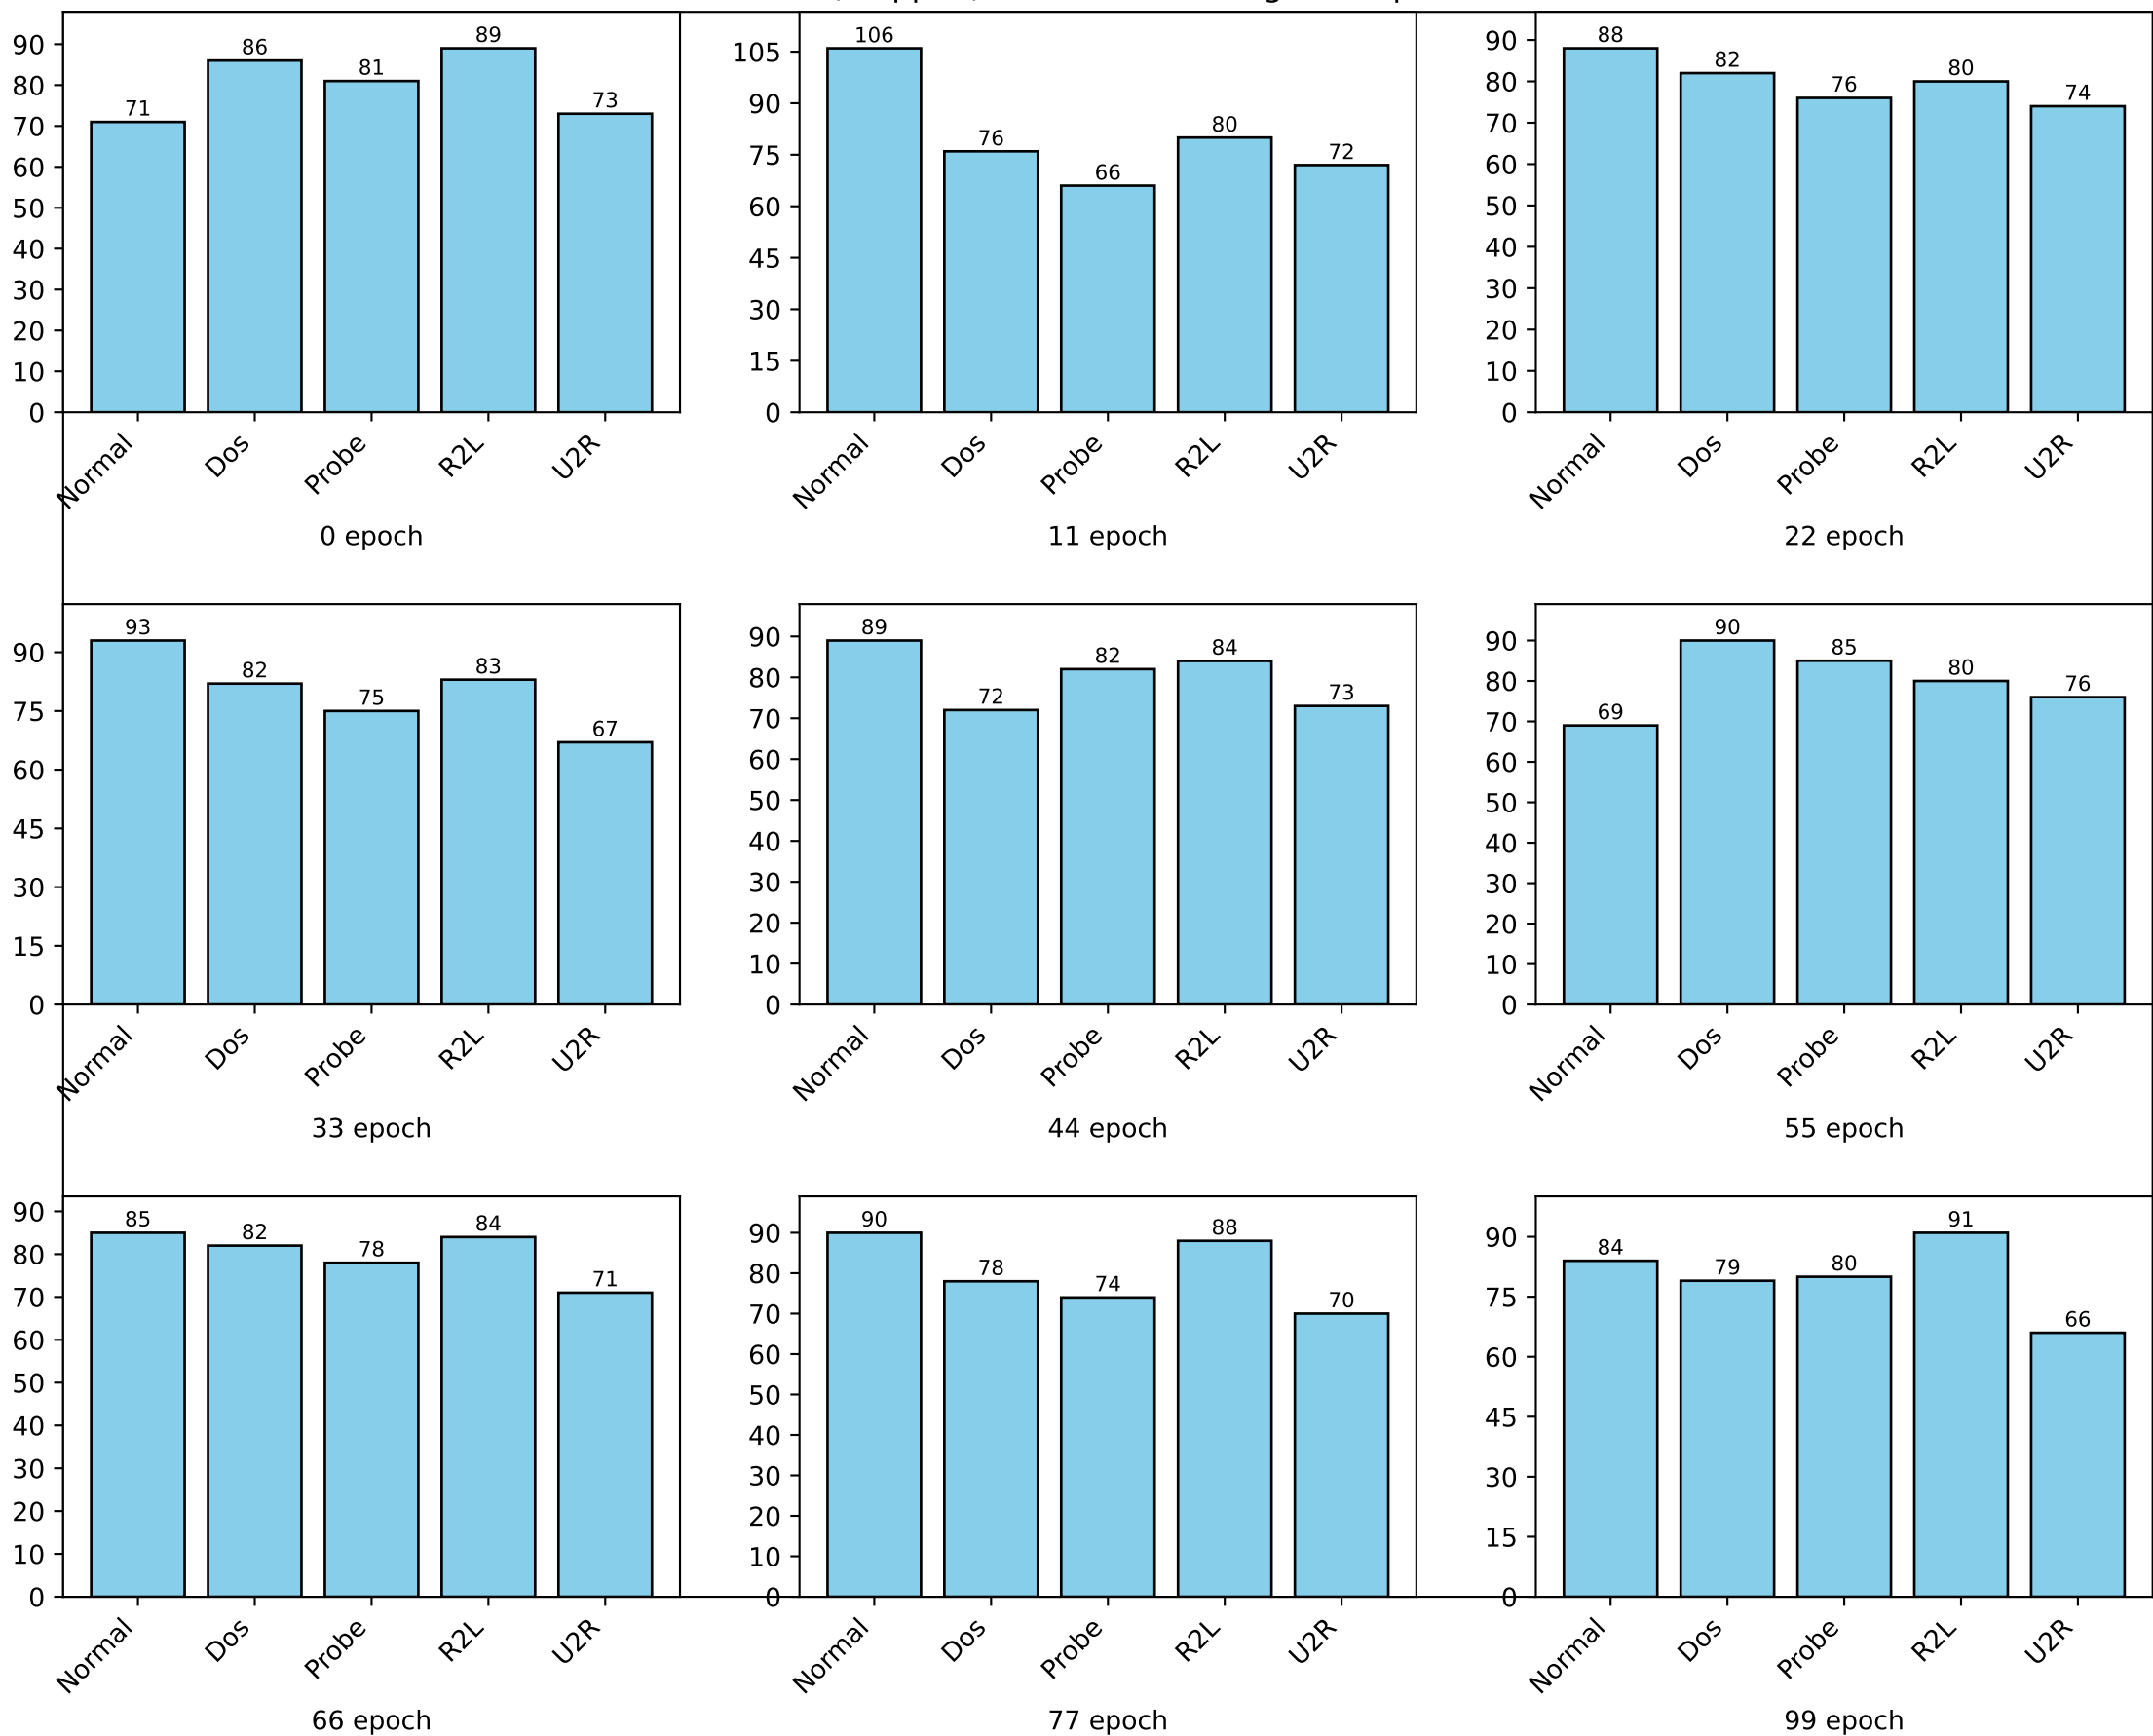 90 80 70 60 50 40 30 20 10 0
71 86 81 89 73
Normal Dos Probe R2L U2R
0 epoch
105 90 75 60 45 30 15 0
106 76 66 80 72
Normal Dos Probe R2L U2R
11 epoch
90 80 70 60 50 40 30 20 10 0
88 82 76 80 74
Normal Dos Probe R2L U2R
22 epoch
90 75 60 45 30 15 0
93 82 75 83 67
Normal Dos Probe R2L U2R
33 epoch
90 80 70 60 50 40 30 20 10 0
89 72 82 84 73
Normal Dos Probe R2L U2R
44 epoch
90 80 70 60 50 40 30 20 10 0
69 90 85 80 76
Normal Dos Probe R2L U2R
55 epoch
90 80 70 60 50 40 30 20 10 0
85 82 78 84 71
Normal Dos Probe R2L U2R
66 epoch
90 80 70 60 50 40 30 20 10 0
90 78 74 88 70
Normal Dos Probe R2L U2R
77 epoch
90 75 60 45 30 15 0
84 79 80 91 66
Normal Dos Probe R2L U2R
99 epoch